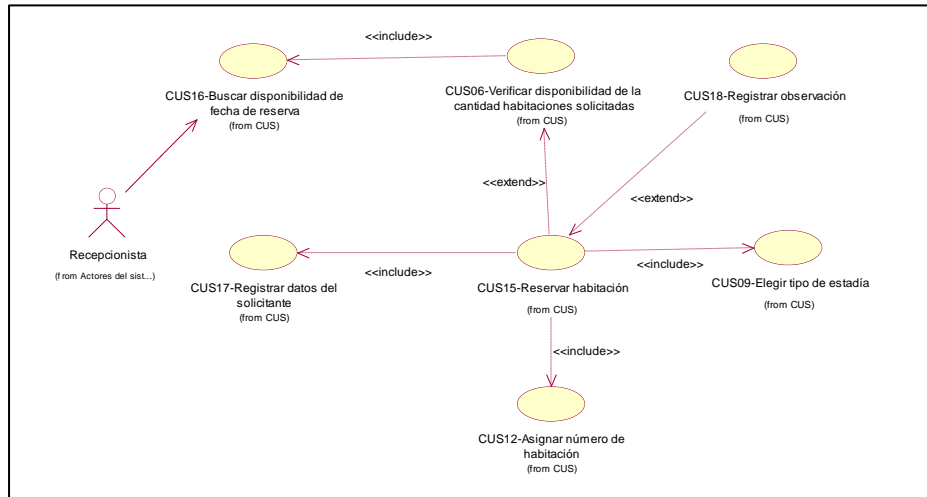 <<include>>
CUS16-Buscar disponibilidad de
fecha de reserva
(from CUS)
CUS06-Verificar disponibilidad de la
cantidad habitaciones solicitadas
(from CUS)
CUS18-Registrar observación
(from CUS)
<<extend>>
<<extend>>
Recepcionista
(from Actores del sist...)
<<include>>
<<include>>
CUS17-Registrar datos del
solicitante
(from CUS)
CUS15-Reservar habitación
(from CUS)
CUS09-Elegir tipo de estadía
(from CUS)
<<include>>
CUS12-Asignar número de
habitación
(from CUS)